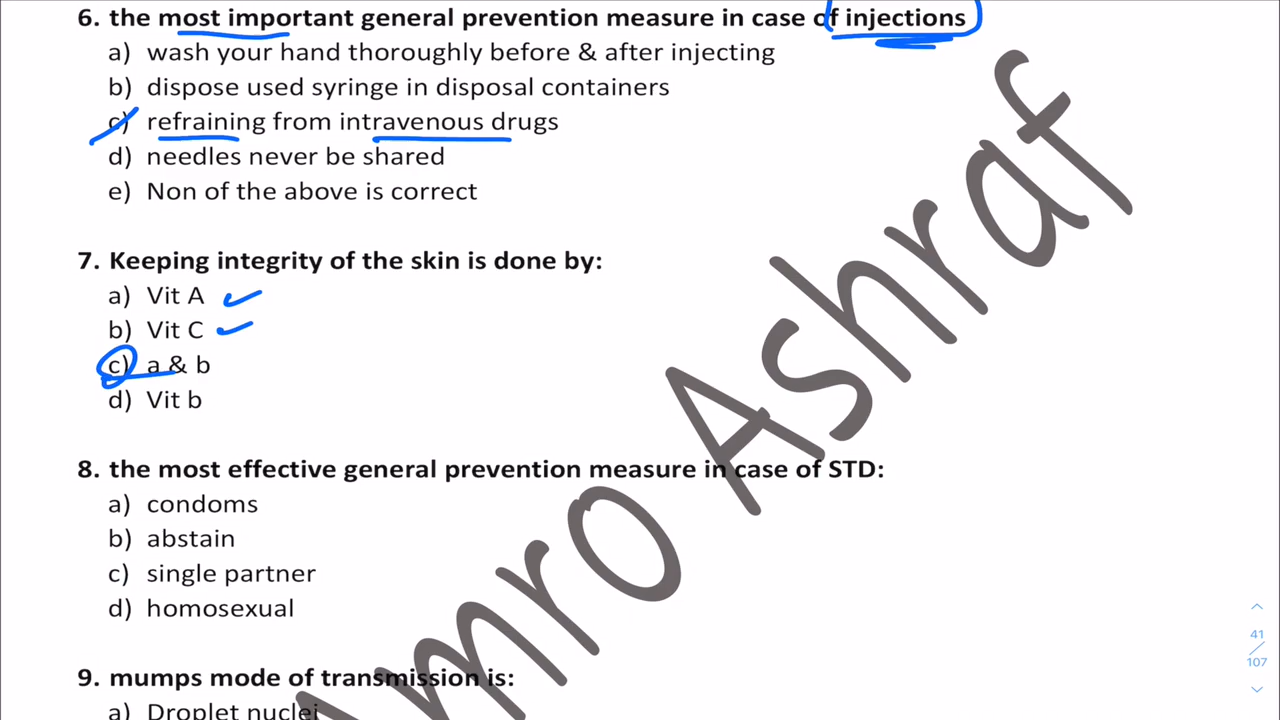 6. the most important general prevention measure in case of injections
a) wash your hand thoroughly before & after injecting
b) dispose used syringe in disposal containers
c) refraining from intravenous drugs
d) needles never be shared
e) Non of the above is correct
7. Keeping integrity of the skin is done by:
a) Vit A
b) Vit C
c) a & b
d) Vit b
8. the most effective general prevention measure in case of STD:
a) condoms
b) abstain
c) single partner
d) homosexual
9. mumps mode of transmission is:
a) Droplet nuclei
Amro Ashraf
41
107